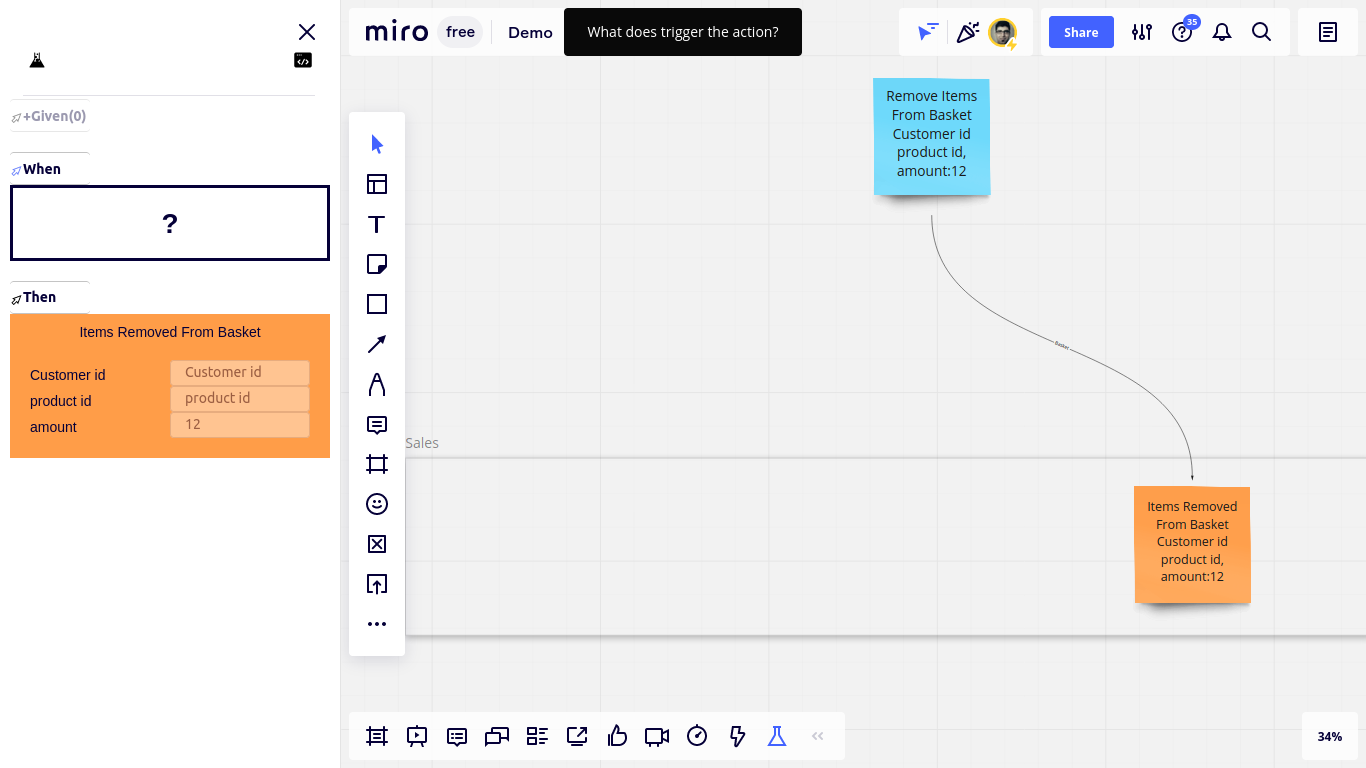 +Given(0)
When
?
Then
Items Removed From Basket
Customer id
Customer id
product id
product id
amount
12
miro
free
Demo
What does trigger the action?
Share
35
Remove Items
From Basket
Customer id
product id,
amount:12
Basket
Sales
Items Removed
From Basket
Customer id
product id,
amount:12
34%